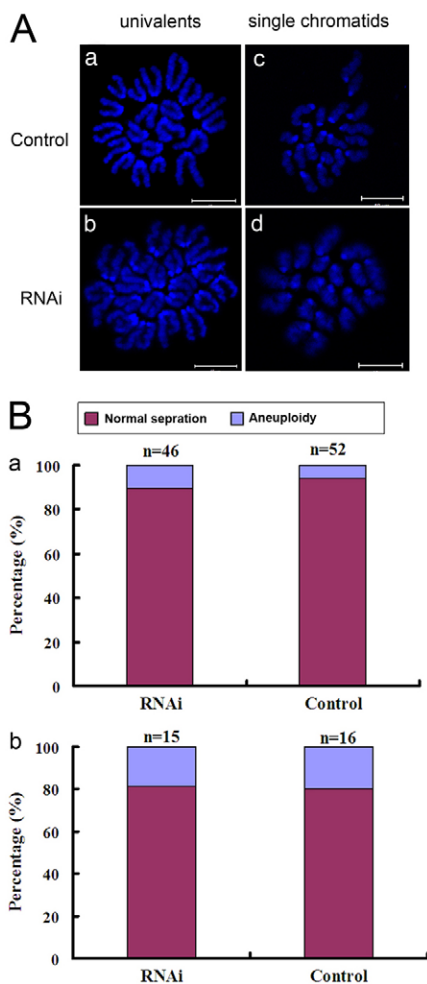 A
univalents
single chromatids
Control
a
c
RNAi
b
d
B
Normal sepration
Aneuploidy
a
n=46
n=52
Percentage (%)
100
80
60
40
20
0
RNAi
Control
b
n=15
n=16
Percentage (%)
100
80
60
40
20
0
RNAi
Control